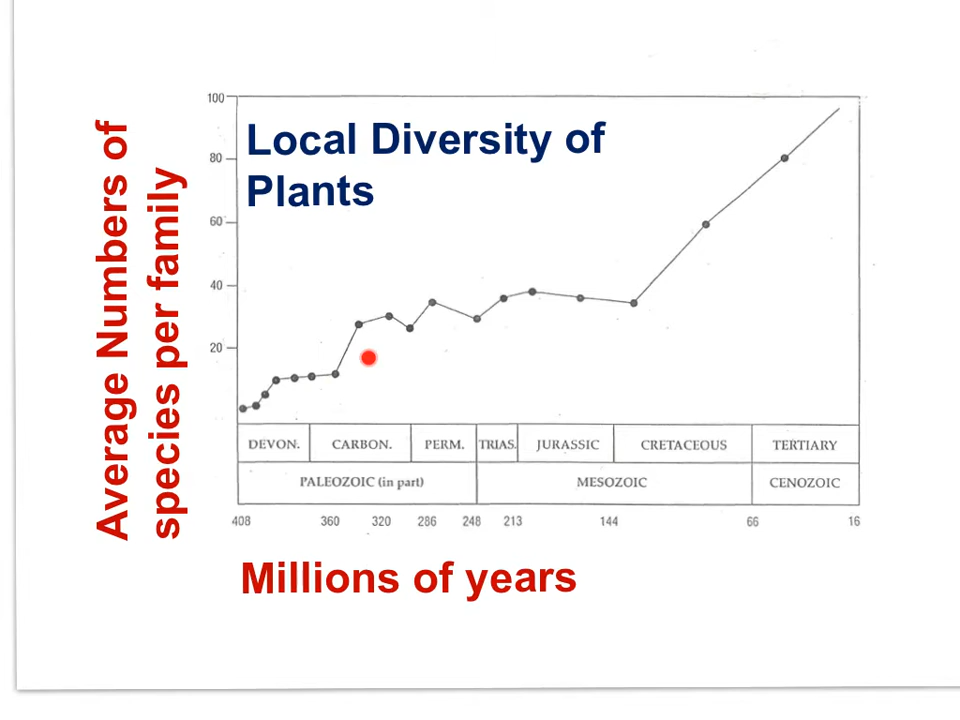 Local Diversity of
Plants
Average Numbers of
species per family
100
80
60
40
20
DEVON. CARBON. PERM. TRIAS. JURASSIC CRETACEOUS TERTIARY
PALEOZOIC (in part) MESOZOIC CENOZOIC
408 360 320 286 248 213 144 66 16
Millions of years